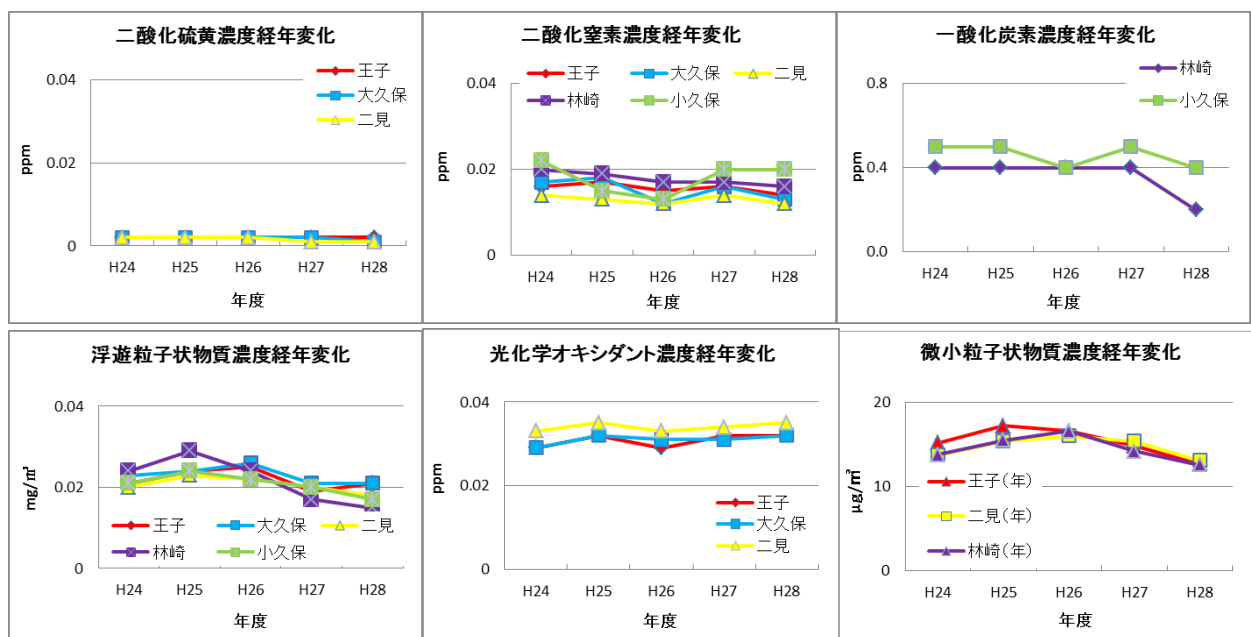 二酸化硫黄濃度経年変化
王子
大久保
二見
ppm
0.04
0.02
0
H24 H25 H26 H27 H28
年度
二酸化窒素濃度経年変化
王子 大久保 二見
林崎 小久保
ppm
0.04
0.02
0
H24 H25 H26 H27 H28
年度
一酸化炭素濃度経年変化
林崎
小久保
ppm
0.8
0.4
0.0
H24 H25 H26 H27 H28
年度
浮遊粒子状物質濃度経年変化
mg/㎥
0.04
0.02
0
王子 大久保 二見
林崎 小久保
H24 H25 H26 H27 H28
年度
光化学オキシダント濃度経年変化
ppm
0.04
0.02
0
王子
大久保
二見
H24 H25 H26 H27 H28
年度
微小粒子状物質濃度経年変化
μg/㎥
20
10
0
王子(年)
二見(年)
林崎(年)
H24 H25 H26 H27 H28
年度